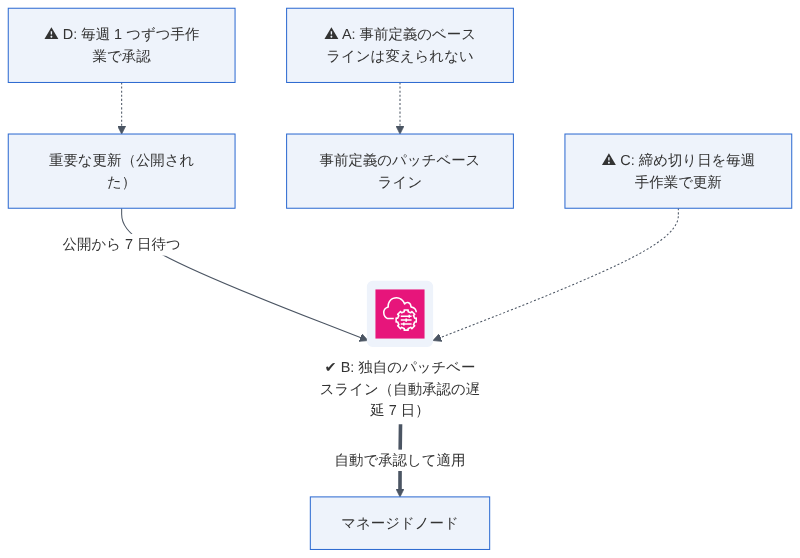 ⚠ D: 毎週 1 つずつ手作
業で承認
⚠ A: 事前定義のベース
ラインは変えられない
重要な更新（公開され
た）
事前定義のパッチベース
ライン
⚠ C: 締め切り日を毎週
手作業で更新
公開から 7 日待つ
✔ B: 独自のパッチベー
スライン（自動承認の遅
延 7 日）
自動で承認して適用
マネージドノード